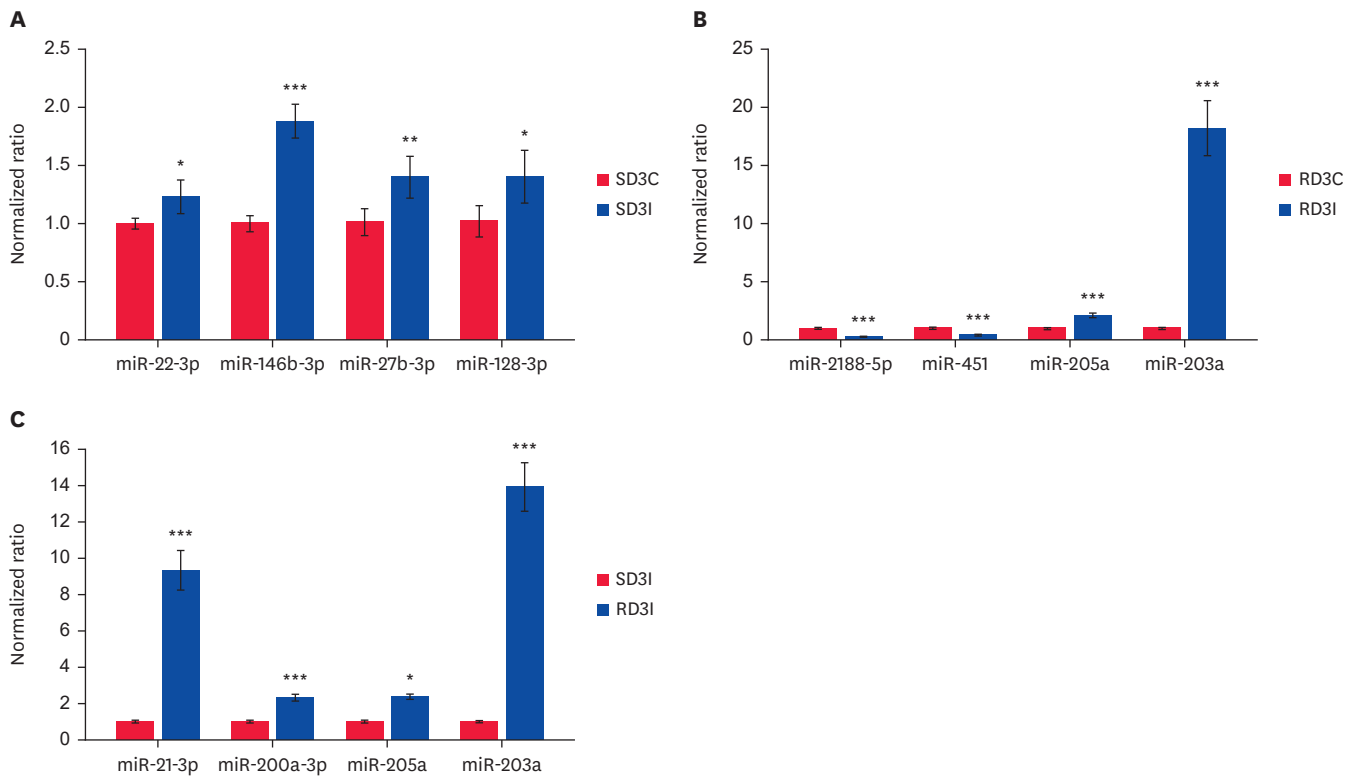 A
2.5
2.0
1.5
1.0
0.5
0
Normalized ratio
*
***
**
*
miR-22-3p miR-146b-3p miR-27b-3p miR-128-3p
SD3C
SD3I
B
25
20
15
10
5
0
Normalized ratio
***
***
***
***
miR-2188-5p miR-451 miR-205a miR-203a
RD3C
RD3I
C
16
14
12
10
8
6
4
2
0
Normalized ratio
***
***
*
***
miR-21-3p miR-200a-3p miR-205a miR-203a
SD3I
RD3I